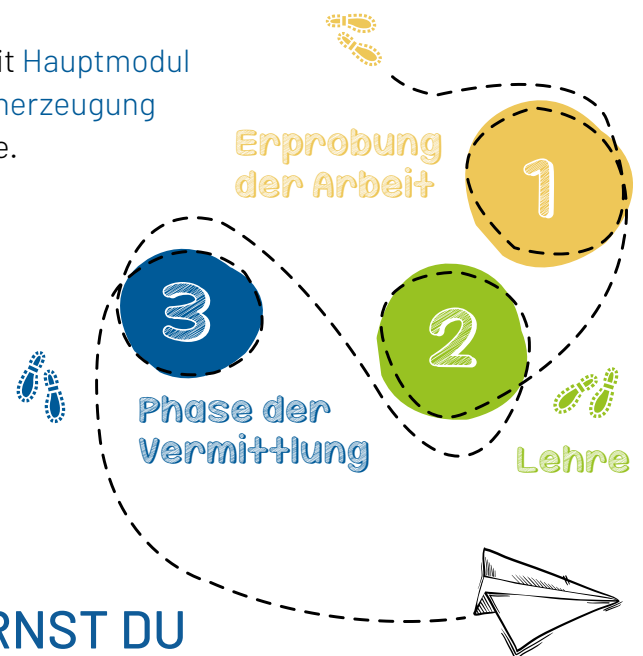 it Hauptmodul
herzeugung
e.
Erprobung
der Arbeit
1
3
2
Phase der
Vermittlung
Lehre
RNST DU